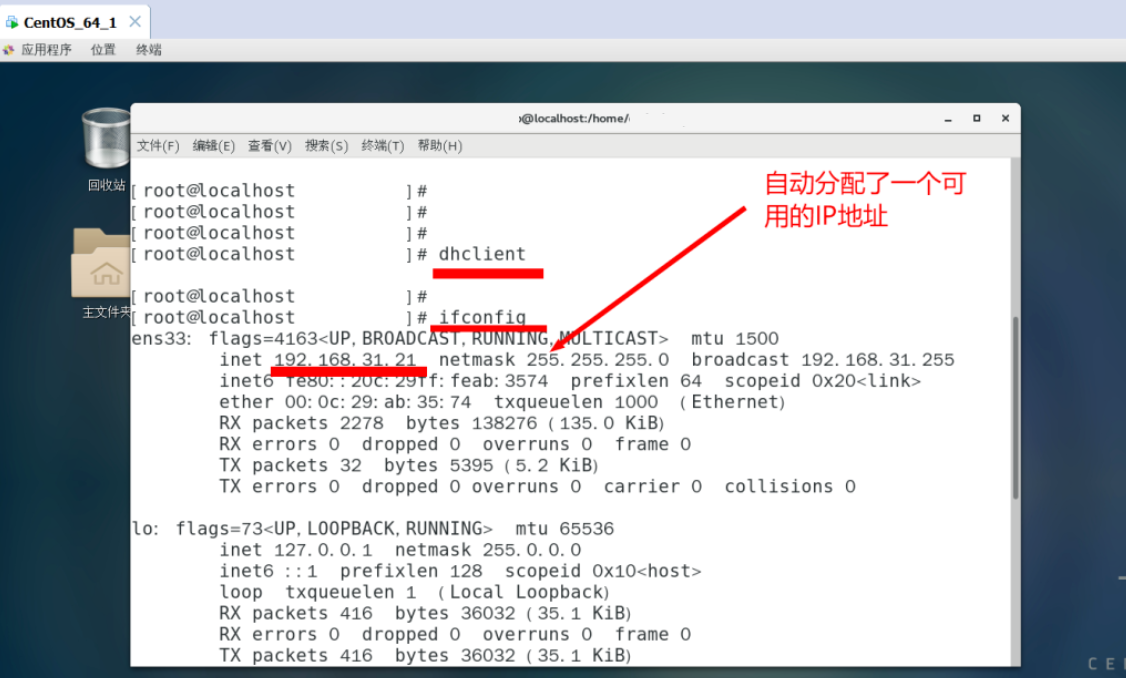 CentOS_64_1
应用程序 位置 终端
@localhost:/home/
文件(F) 编辑(E) 查看(V) 搜索(S) 终端(T) 帮助(H)
回收站
主文件夹
[ root@localhost ]#
[ root@localhost ]#
[ root@localhost ]#
[ root@localhost ]# dhclient
[ root@localhost ]#
[ root@localhost ]# ifconfig
自动分配了一个可
用的IP地址
ens33: flags=4163<UP,BROADCAST,RUNNING,MULTICAST> mtu 1500
inet 192.168.31.21 netmask 255.255.255.0 broadcast 192.168.31.255
inet6 fe80::20c:29ff:feab:3574 prefixlen 64 scopeid 0x20<link>
ether 00:0c:29:ab:35:74 txqueuelen 1000 (Ethernet)
RX packets 2278 bytes 138276 (135.0 KiB)
RX errors 0 dropped 0 overruns 0 frame 0
TX packets 32 bytes 5395 (5.2 KiB)
TX errors 0 dropped 0 overruns 0 carrier 0 collisions 0
lo: flags=73<UP,LOOPBACK,RUNNING> mtu 65536
inet 127.0.0.1 netmask 255.0.0.0
inet6 ::1 prefixlen 128 scopeid 0x10<host>
loop txqueuelen 1 (Local Loopback)
RX packets 416 bytes 36032 (35.1 KiB)
RX errors 0 dropped 0 overruns 0 frame 0
TX packets 416 bytes 36032 (35.1 KiB)